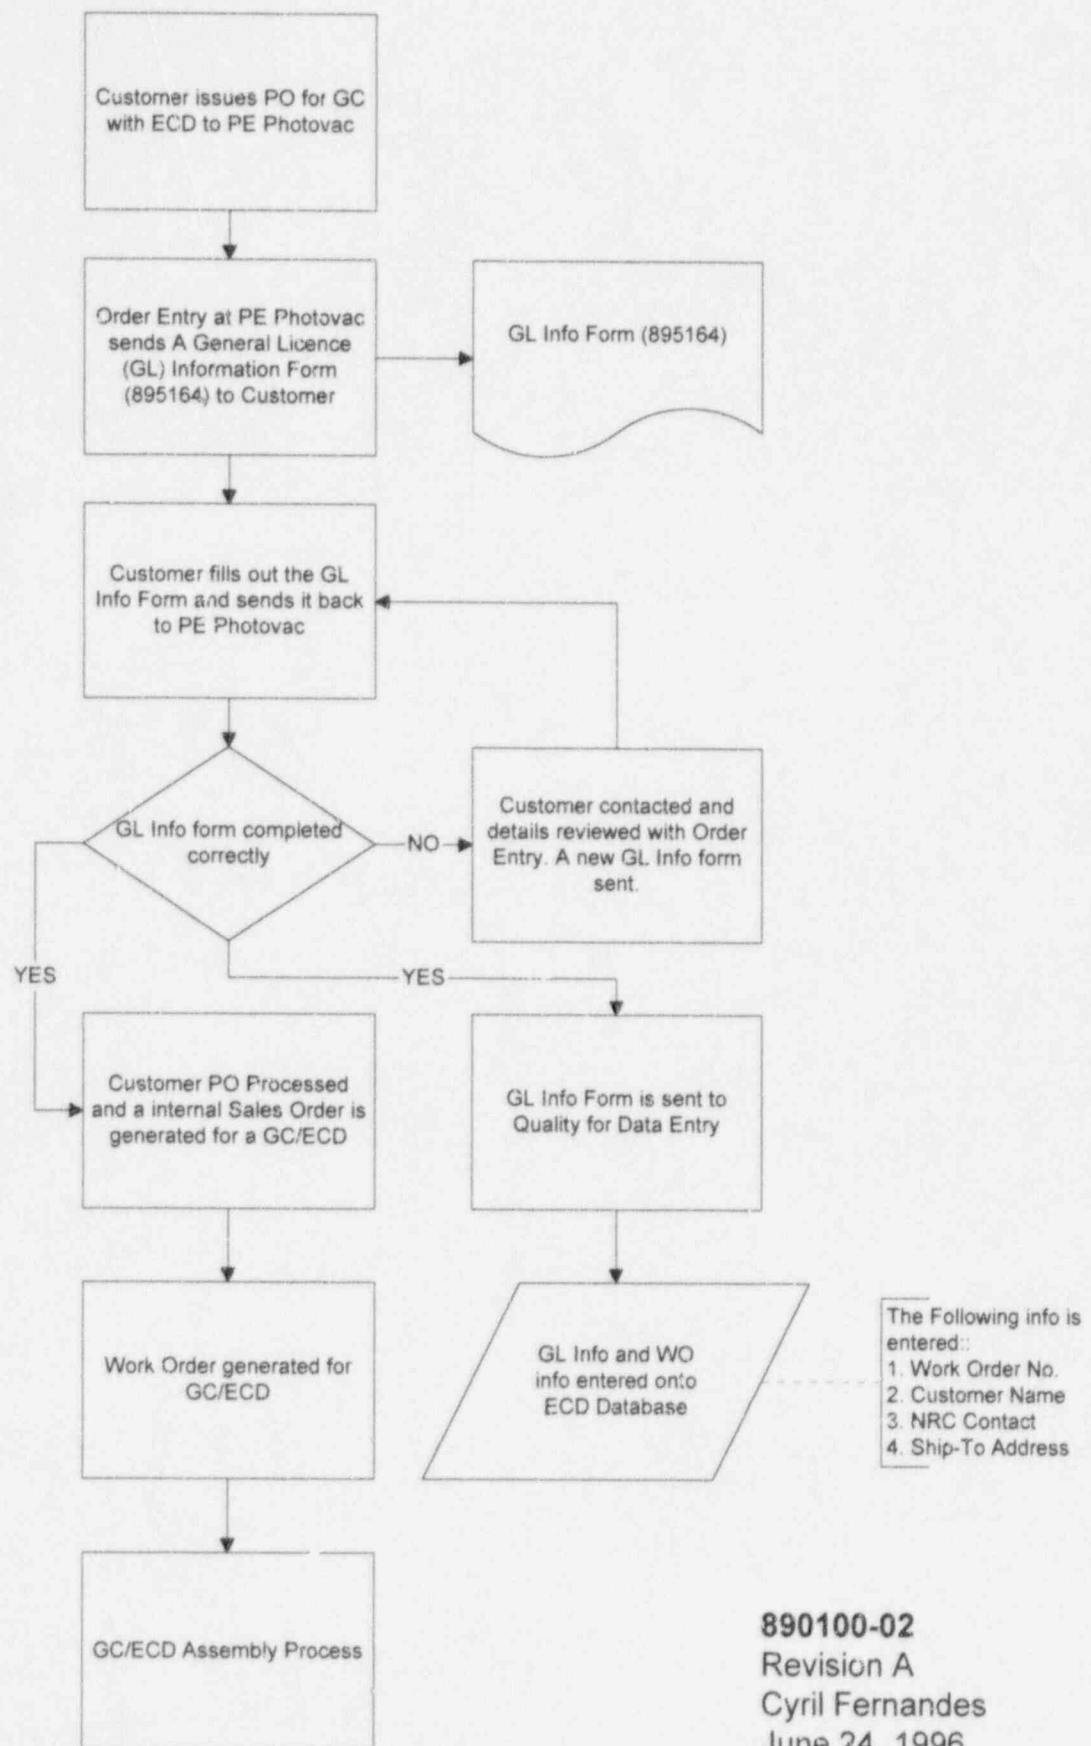 Customer issues PO for GC
with ECD to PE Photovac
Order Entry at PE Photovac
sends A General Licence
(GL) Information Form
(895164) to Customer
GL Info Form (895164)
Customer fills out the GL
Info Form and sends it back
to PE Photovac
GL Info form completed
correctly
NO
Customer contacted and
details reviewed with Order
Entry. A new GL Info form
sent.
YES
YES
Customer PO Processed
and a internal Sales Order is
generated for a GC/ECD
GL Info Form is sent to
Quality for Data Entry
Work Order generated for
GC/ECD
GL Info and WO
info entered onto
ECD Database
The Following info is
entered::
1. Work Order No.
2. Customer Name
3. NRC Contact
4. Ship-To Address
GC/ECD Assembly Process
890100-02
Revision A
Cyril Fernandes
June 24, 1996